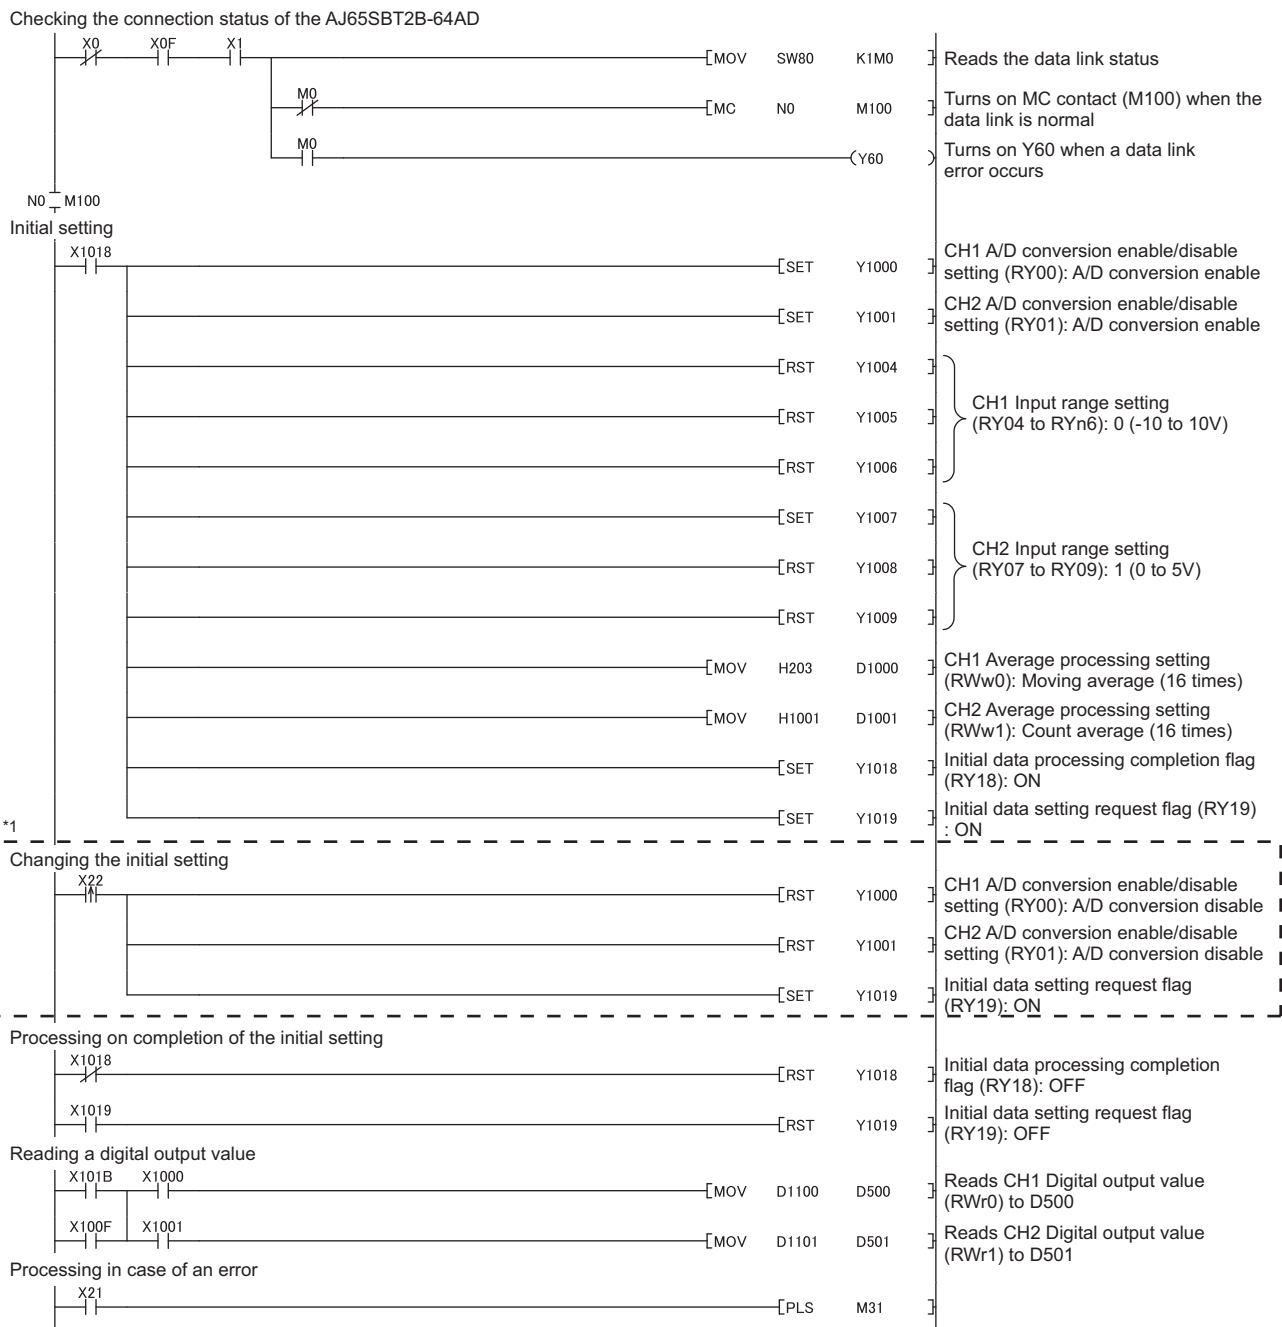 Checking the connection status of the AJ65SBT2B-64AD
X0 X0F X1
[MOV SW80 K1M0 ] Reads the data link status
M0
[MC N0 M100 ] Turns on MC contact (M100) when the
data link is normal
M0
(Y60 ) Turns on Y60 when a data link
error occurs
N0 M100
Initial setting
X1018
[SET Y1000 ] CH1 A/D conversion enable/disable
setting (RY00): A/D conversion enable
[SET Y1001 ] CH2 A/D conversion enable/disable
setting (RY01): A/D conversion enable
[RST Y1004 ]
[RST Y1005 ] CH1 Input range setting
(RY04 to RYn6): 0 (-10 to 10V)
[RST Y1006 ]
[SET Y1007 ]
[RST Y1008 ] CH2 Input range setting
(RY07 to RY09): 1 (0 to 5V)
[RST Y1009 ]
[MOV H203 D1000 ] CH1 Average processing setting
(RWw0): Moving average (16 times)
[MOV H1001 D1001 ] CH2 Average processing setting
(RWw1): Count average (16 times)
[SET Y1018 ] Initial data processing completion flag
(RY18): ON
[SET Y1019 ] Initial data setting request flag (RY19)
: ON
*1
Changing the initial setting
X22
[RST Y1000 ] CH1 A/D conversion enable/disable
setting (RY00): A/D conversion disable
[RST Y1001 ] CH2 A/D conversion enable/disable
setting (RY01): A/D conversion disable
[SET Y1019 ] Initial data setting request flag
(RY19): ON
Processing on completion of the initial setting
X1018
[RST Y1018 ] Initial data processing completion
flag (RY18): OFF
X1019
[RST Y1019 ] Initial data setting request flag
(RY19): OFF
Reading a digital output value
X101B X1000
[MOV D1100 D500 ] Reads CH1 Digital output value
(RWr0) to D500
X100F X1001
[MOV D1101 D501 ] Reads CH2 Digital output value
(RWr1) to D501
Processing in case of an error
X21
[PLS M31 ]